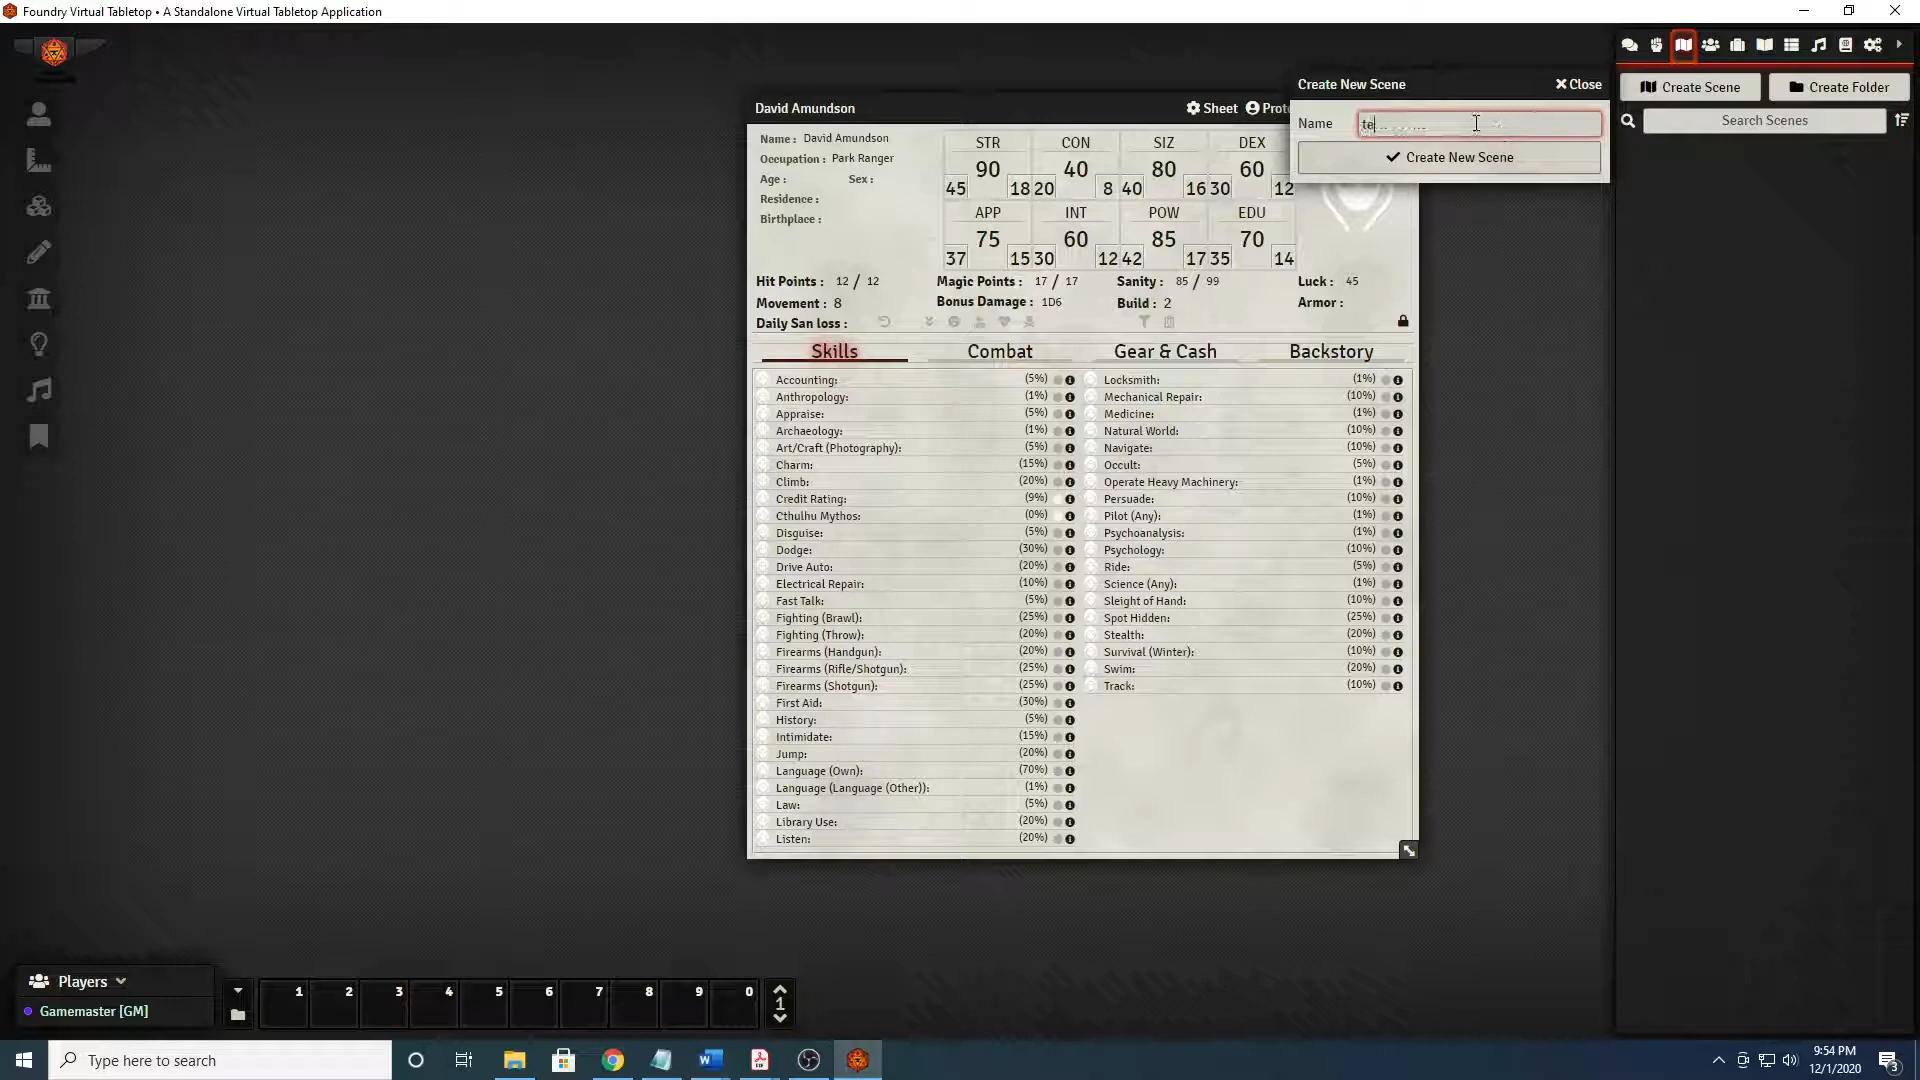 Foundry Virtual Tabletop • A Standalone Virtual Tabletop Application
Create Scene
Create Folder
Search Scenes
Create New Scene
Close
Name
te
Create New Scene
David Amundson
Sheet
Proto
Name : David Amundson
Occupation : Park Ranger
Age : Sex :
Residence :
Birthplace :
STR CON SIZ DEX
90 40 80 60
45 18 20 8 40 16 30 12
APP INT POW EDU
75 60 85 70
37 15 30 12 42 17 35 14
Hit Points : 12 / 12 Magic Points : 17 / 17 Sanity : 85 / 99 Luck : 45
Movement : 8 Bonus Damage : 1D6 Build : 2 Armor :
Daily San loss :
Skills Combat Gear & Cash Backstory
Accounting: (5%)
Anthropology: (1%)
Appraise: (5%)
Archaeology: (1%)
Art/Craft (Photography): (5%)
Charm: (15%)
Climb: (20%)
Credit Rating: (9%)
Cthulhu Mythos: (0%)
Disguise: (5%)
Dodge: (30%)
Drive Auto: (20%)
Electrical Repair: (10%)
Fast Talk: (5%)
Fighting (Brawl): (25%)
Fighting (Throw): (20%)
Firearms (Handgun): (20%)
Firearms (Rifle/Shotgun): (25%)
Firearms (Shotgun): (25%)
First Aid: (30%)
History: (5%)
Intimidate: (15%)
Jump: (20%)
Language (Own): (70%)
Language (Language (Other)): (1%)
Law: (5%)
Library Use: (20%)
Listen: (20%)
Locksmith: (1%)
Mechanical Repair: (10%)
Medicine: (1%)
Natural World: (10%)
Navigate: (10%)
Occult: (5%)
Operate Heavy Machinery: (1%)
Persuade: (10%)
Pilot (Any): (1%)
Psychoanalysis: (1%)
Psychology: (10%)
Ride: (5%)
Science (Any): (1%)
Sleight of Hand: (10%)
Spot Hidden: (25%)
Stealth: (20%)
Survival (Winter): (10%)
Swim: (20%)
Track: (10%)
Players
Gamemaster [GM]
1 2 3 4 5 6 7 8 9 0
1
Type here to search
9:54 PM
12/1/2020
3